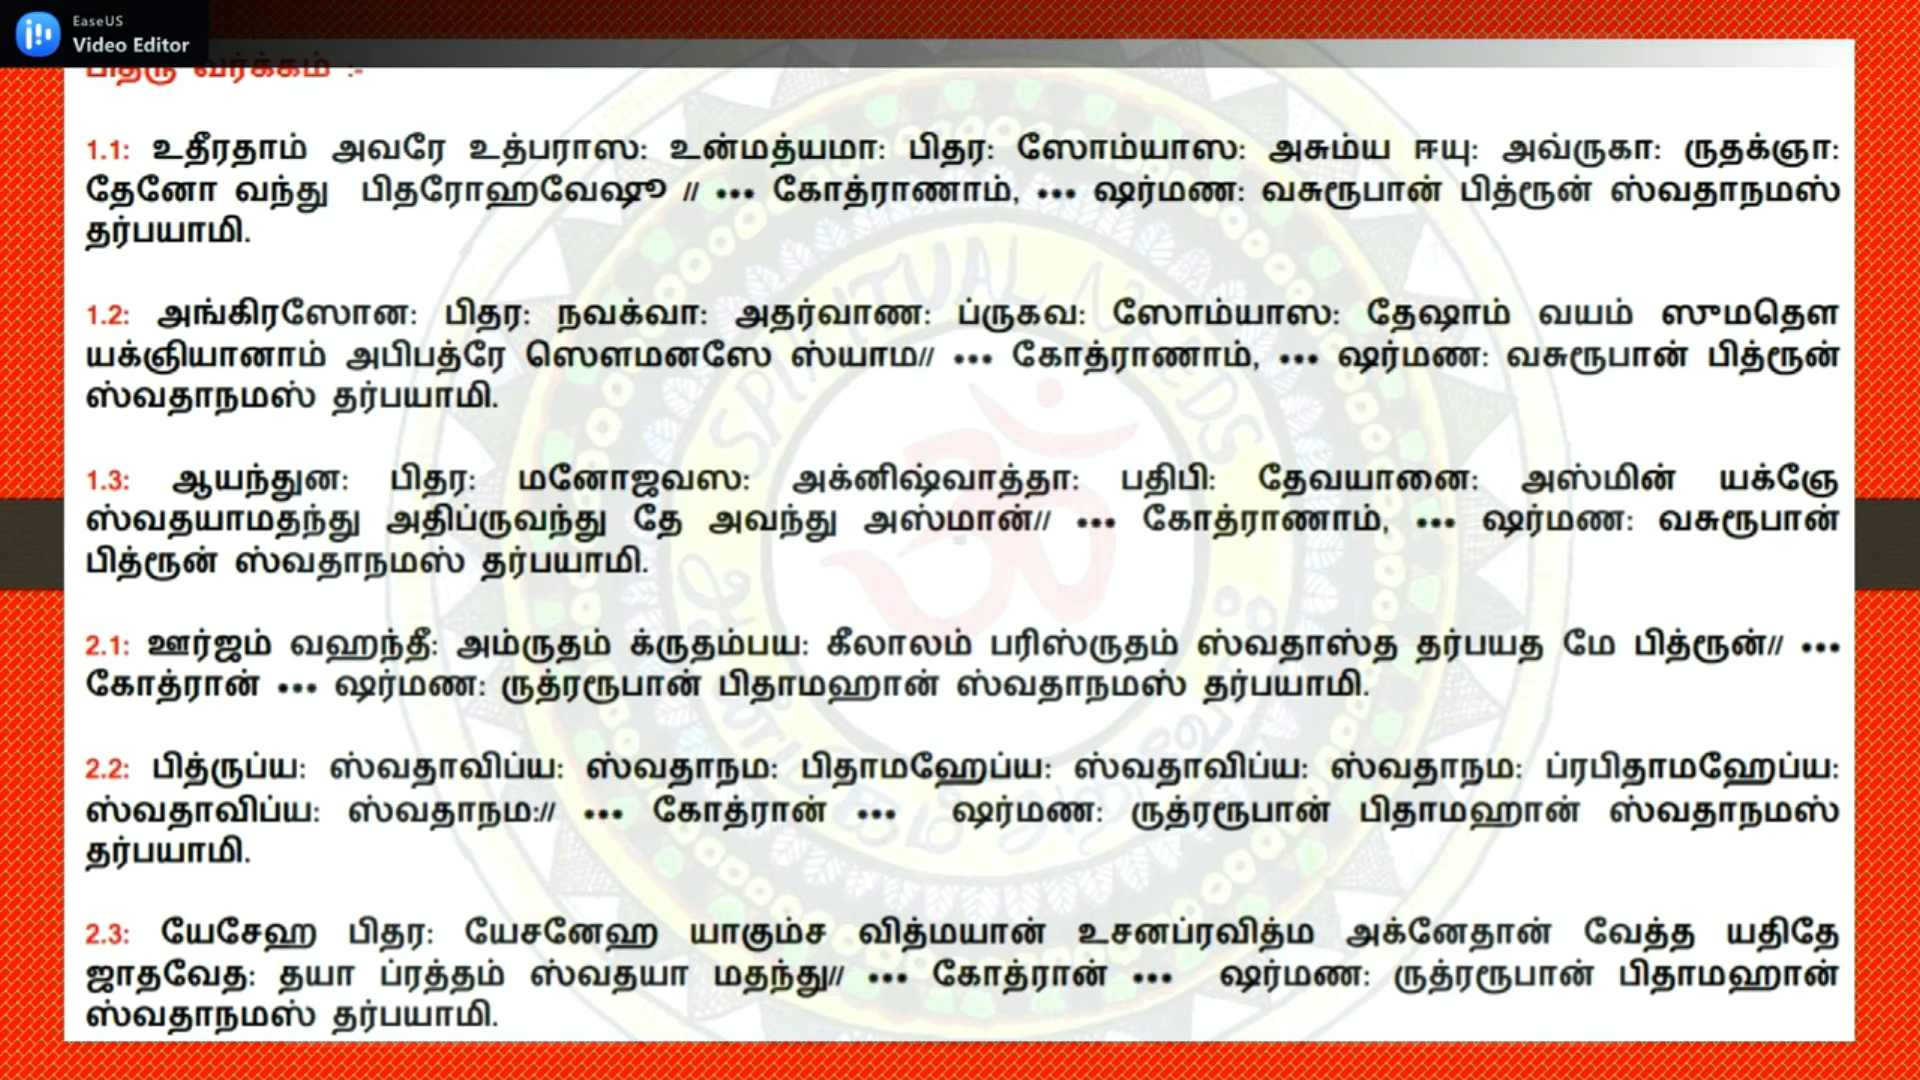 EaseUS
Video Editor
பித்ரு வர்க்கம் :-
1.1: உதீரதாம் அவரே உத்பராஸ: உன்மத்யமா: பிதர: ஸோம்யாஸ: அசும்ய ஈயு: அவ்ருகா: ருதக்ஞா:
தேனோ வந்து பிதரோஹவேஷூ // ••• கோத்ராணாம், ••• ஷர்மண: வசுரூபான் பித்ரூன் ஸ்வதாநமஸ்
தர்பயாமி.
1.2: அங்கிரஸோன: பிதர: நவக்வா: அதர்வாண: ப்ருகவ: ஸோம்யாஸ: தேஷாம் வயம் ஸுமதௌ
யக்ஞியானாம் அபிபத்ரே ஸௌமனஸே ஸ்யாம// ••• கோத்ராணாம், ••• ஷர்மண: வசுரூபான் பித்ரூன்
ஸ்வதாநமஸ் தர்பயாமி.
1.3: ஆயந்துன: பிதர: மனோஜவஸ: அக்னிஷ்வாத்தா: பதிபி: தேவயானை: அஸ்மின் யக்ஞே
ஸ்வதயாமதந்து அதிப்ருவந்து தே அவந்து அஸ்மான்// ••• கோத்ராணாம், ••• ஷர்மண: வசுரூபான்
பித்ரூன் ஸ்வதாநமஸ் தர்பயாமி.
2.1: ஊர்ஜம் வஹந்தீ: அம்ருதம் க்ருதம்பய: கீலாலம் பரிஸ்ருதம் ஸ்வதாஸ்த தர்பயத மே பித்ரூன்// •••
கோத்ரான் ••• ஷர்மண: ருத்ரரூபான் பிதாமஹான் ஸ்வதாநமஸ் தர்பயாமி.
2.2: பித்ருப்ய: ஸ்வதாவிப்ய: ஸ்வதாநம: பிதாமஹேப்ய: ஸ்வதாவிப்ய: ஸ்வதாநம: ப்ரபிதாமஹேப்ய:
ஸ்வதாவிப்ய: ஸ்வதாநம:// ••• கோத்ரான் ••• ஷர்மண: ருத்ரரூபான் பிதாமஹான் ஸ்வதாநமஸ்
தர்பயாமி.
2.3: யேசேஹ பிதர: யேசனேஹ யாகும்ச வித்மயான் உசனப்ரவித்ம அக்னேதான் வேத்த யதிதே
ஜாதவேத: தயா ப்ரத்தம் ஸ்வதயா மதந்து// ••• கோத்ரான் ••• ஷர்மண: ருத்ரரூபான் பிதாமஹான்
ஸ்வதாநமஸ் தர்பயாமி.
SPIRITUAL NEEDS